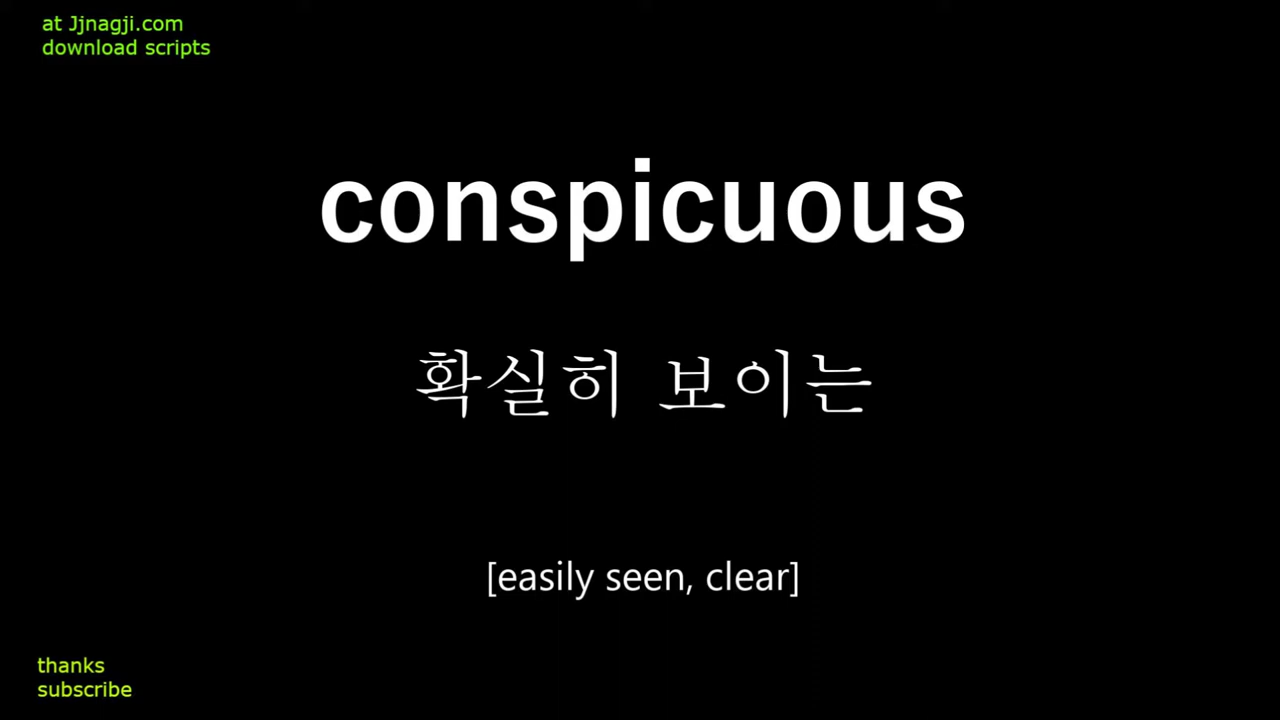 at Jjnagji.com
download scripts
conspicuous
확실히 보이는
[easily seen, clear]
thanks
subscribe